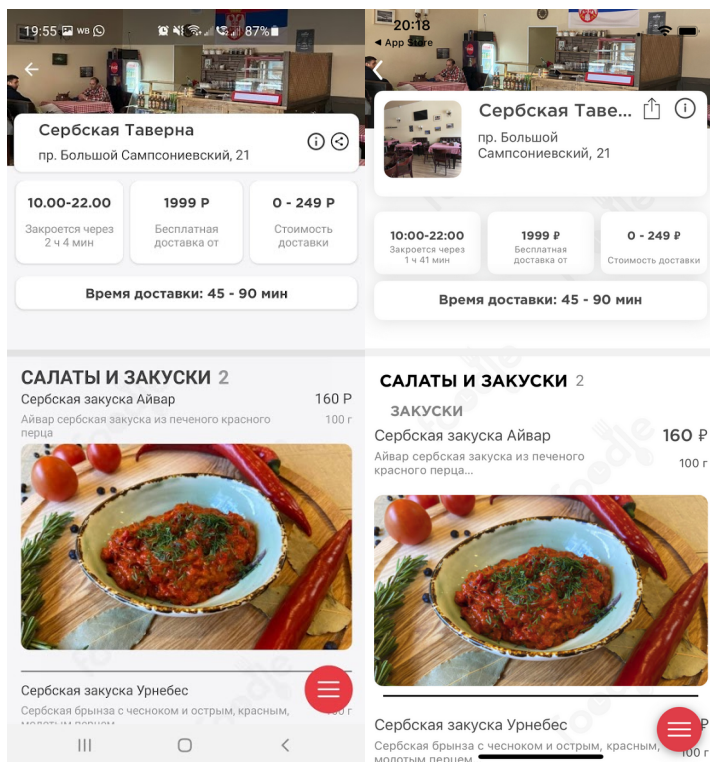 19:55 WB 87%
Сербская Таверна
пр. Большой Сампсониевский, 21
10.00-22.00
Закроется через
2 ч 4 мин
1999 Р
Бесплатная
доставка от
0 - 249 Р
Стоимость
доставки
Время доставки: 45 - 90 мин
САЛАТЫ И ЗАКУСКИ 2
Сербская закуска Айвар 160 Р
Айвар сербская закуска из печеного красного 100 г
перца
Сербская закуска Урнебес
Сербская брынза с чесноком и острым, красным,
молотым перцем
20:18
App Store
Сербская Таве...
пр. Большой
Сампсониевский, 21
10:00-22:00
Закроется через
1 ч 41 мин
1999 ₽
Бесплатная
доставка от
0 - 249 ₽
Стоимость доставки
Время доставки: 45 - 90 мин
САЛАТЫ И ЗАКУСКИ 2
ЗАКУСКИ
Сербская закуска Айвар 160 ₽
Айвар сербская закуска из печеного
красного перца... 100 г
Сербская закуска Урнебес
Сербская брынза с чесноком и острым, красным,
молотым перцем 100 г
foodle